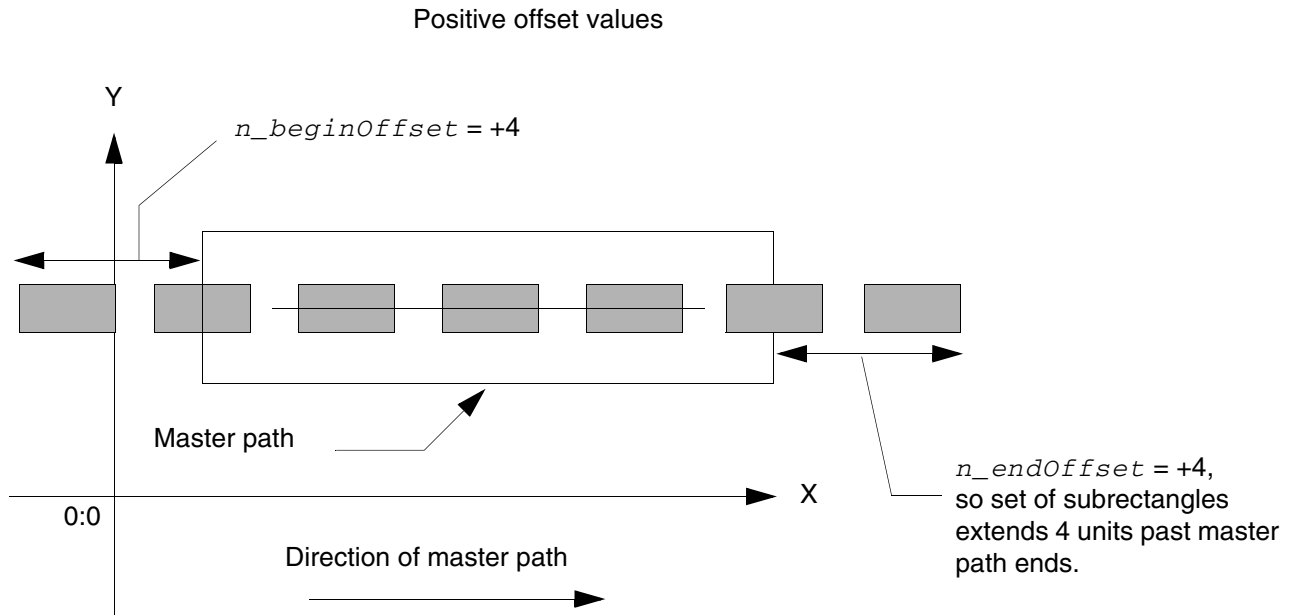 Positive offset values
Y
n_beginOffset = +4
Master path
n_endOffset = +4,
so set of subrectangles
extends 4 units past master
path ends.
X
0:0
Direction of master path